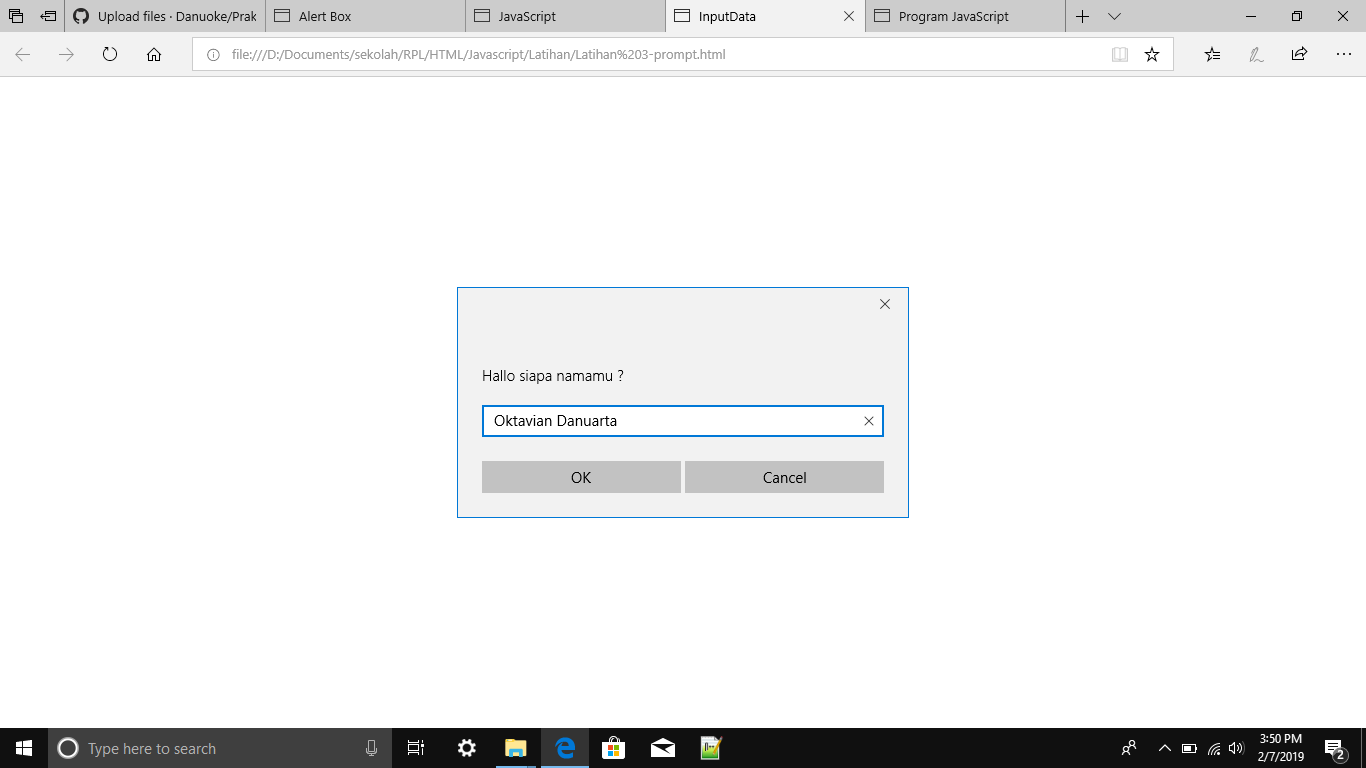 Upload files · Danuoke/Prak
Alert Box
JavaScript
InputData
Program JavaScript
file:///D:/Documents/sekolah/RPL/HTML/Javascript/Latihan/Latihan%203-prompt.html
Hallo siapa namamu ?
Oktavian Danuarta
OK
Cancel
Type here to search
3:50 PM
2/7/2019
2